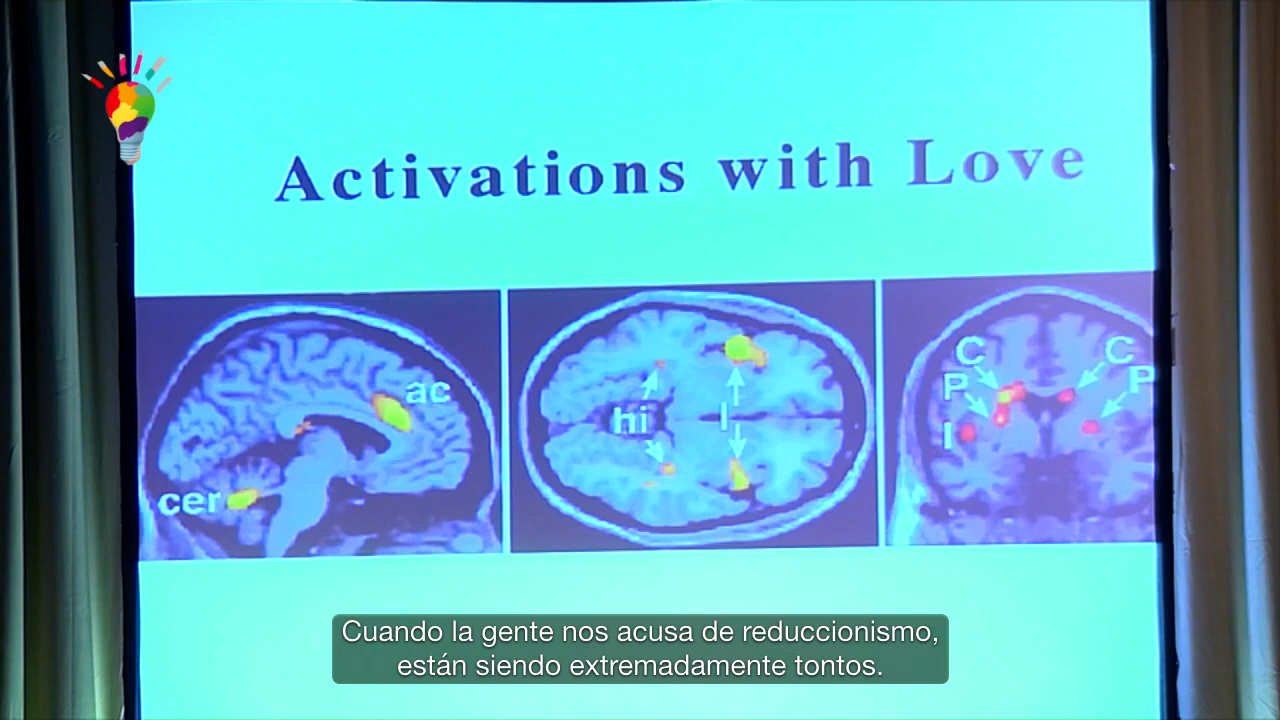 Activations with Love
ac
cer
hi
I
C
C
P
P
I
Cuando la gente nos acusa de reduccionismo,
están siendo extremadamente tontos.